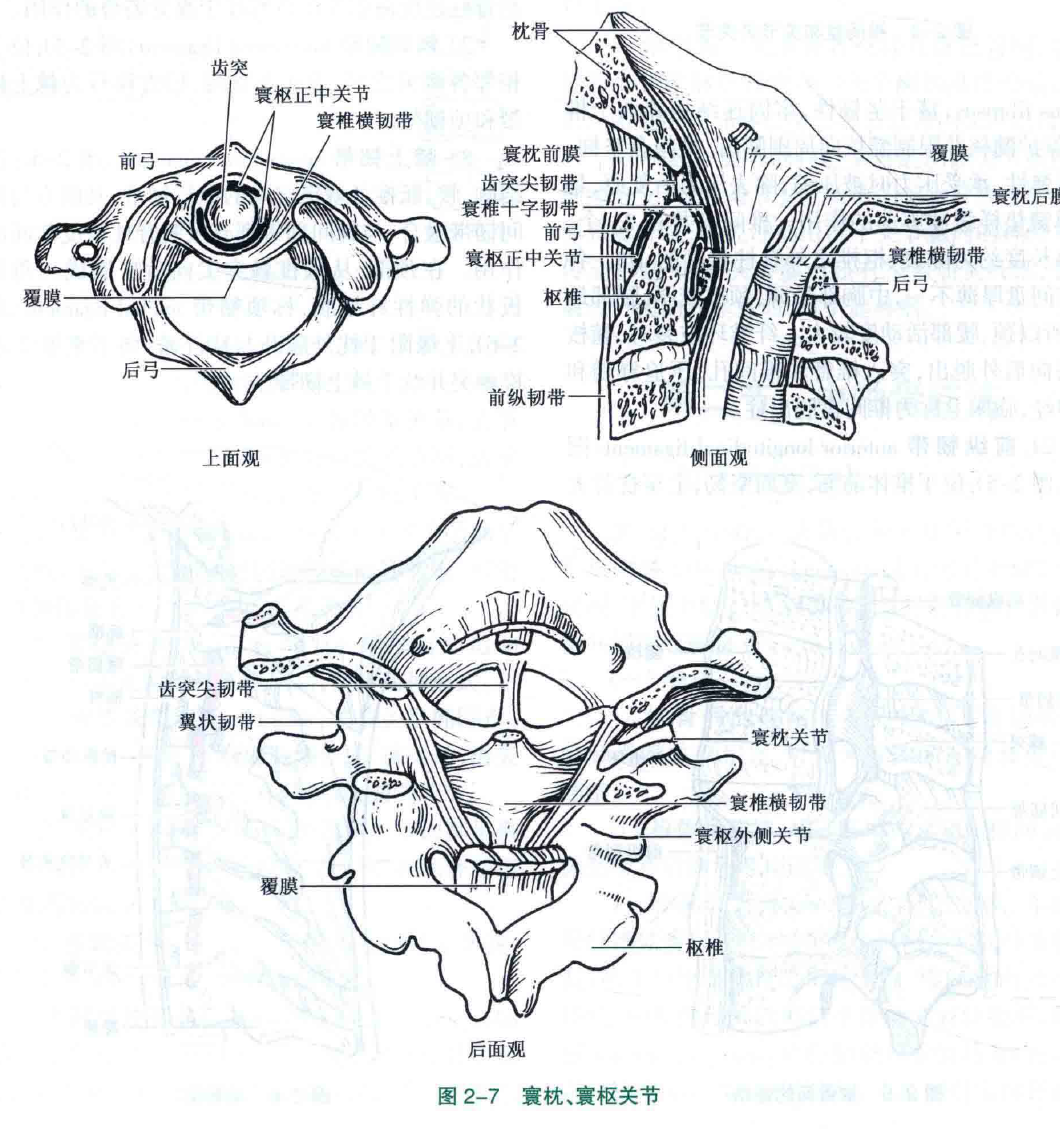 齿突
寰枢正中关节
寰椎横韧带
前弓
覆膜
后弓
上面观
枕骨
寰枕前膜
齿突尖韧带
寰椎十字韧带
前弓
寰枢正中关节
枢椎
前纵韧带
覆膜
寰枕后膜
寰椎横韧带
后弓
侧面观
齿突尖韧带
翼状韧带
覆膜
寰枕关节
寰椎横韧带
寰枢外侧关节
枢椎
后面观
图 2-7 寰枕、寰枢关节